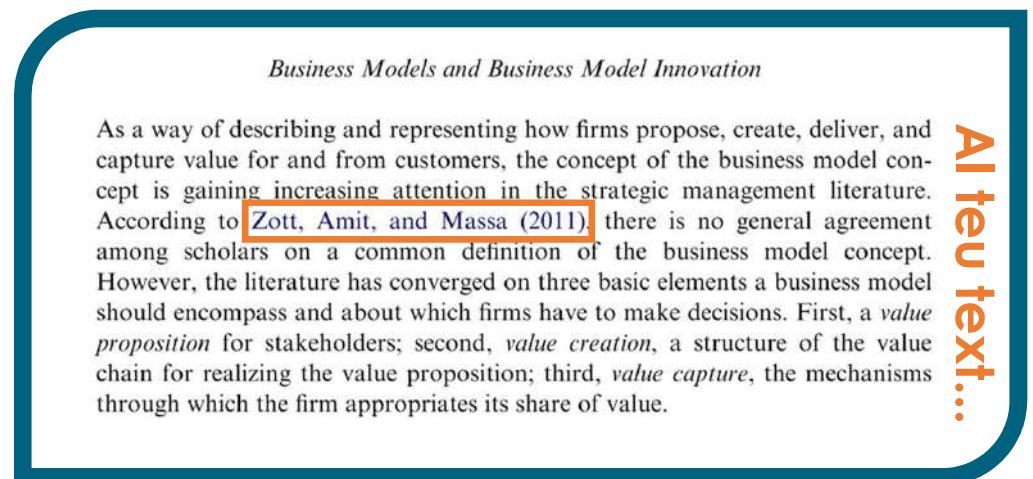 Business Models and Business Model Innovation
As a way of describing and representing how firms propose, create, deliver, and
capture value for and from customers, the concept of the business model con-
cept is gaining increasing attention in the strategic management literature.
According to Zott, Amit, and Massa (2011), there is no general agreement
among scholars on a common definition of the business model concept.
However, the literature has converged on three basic elements a business model
should encompass and about which firms have to make decisions. First, a value
proposition for stakeholders; second, value creation, a structure of the value
chain for realizing the value proposition; third, value capture, the mechanisms
through which the firm appropriates its share of value.
Al teu text...